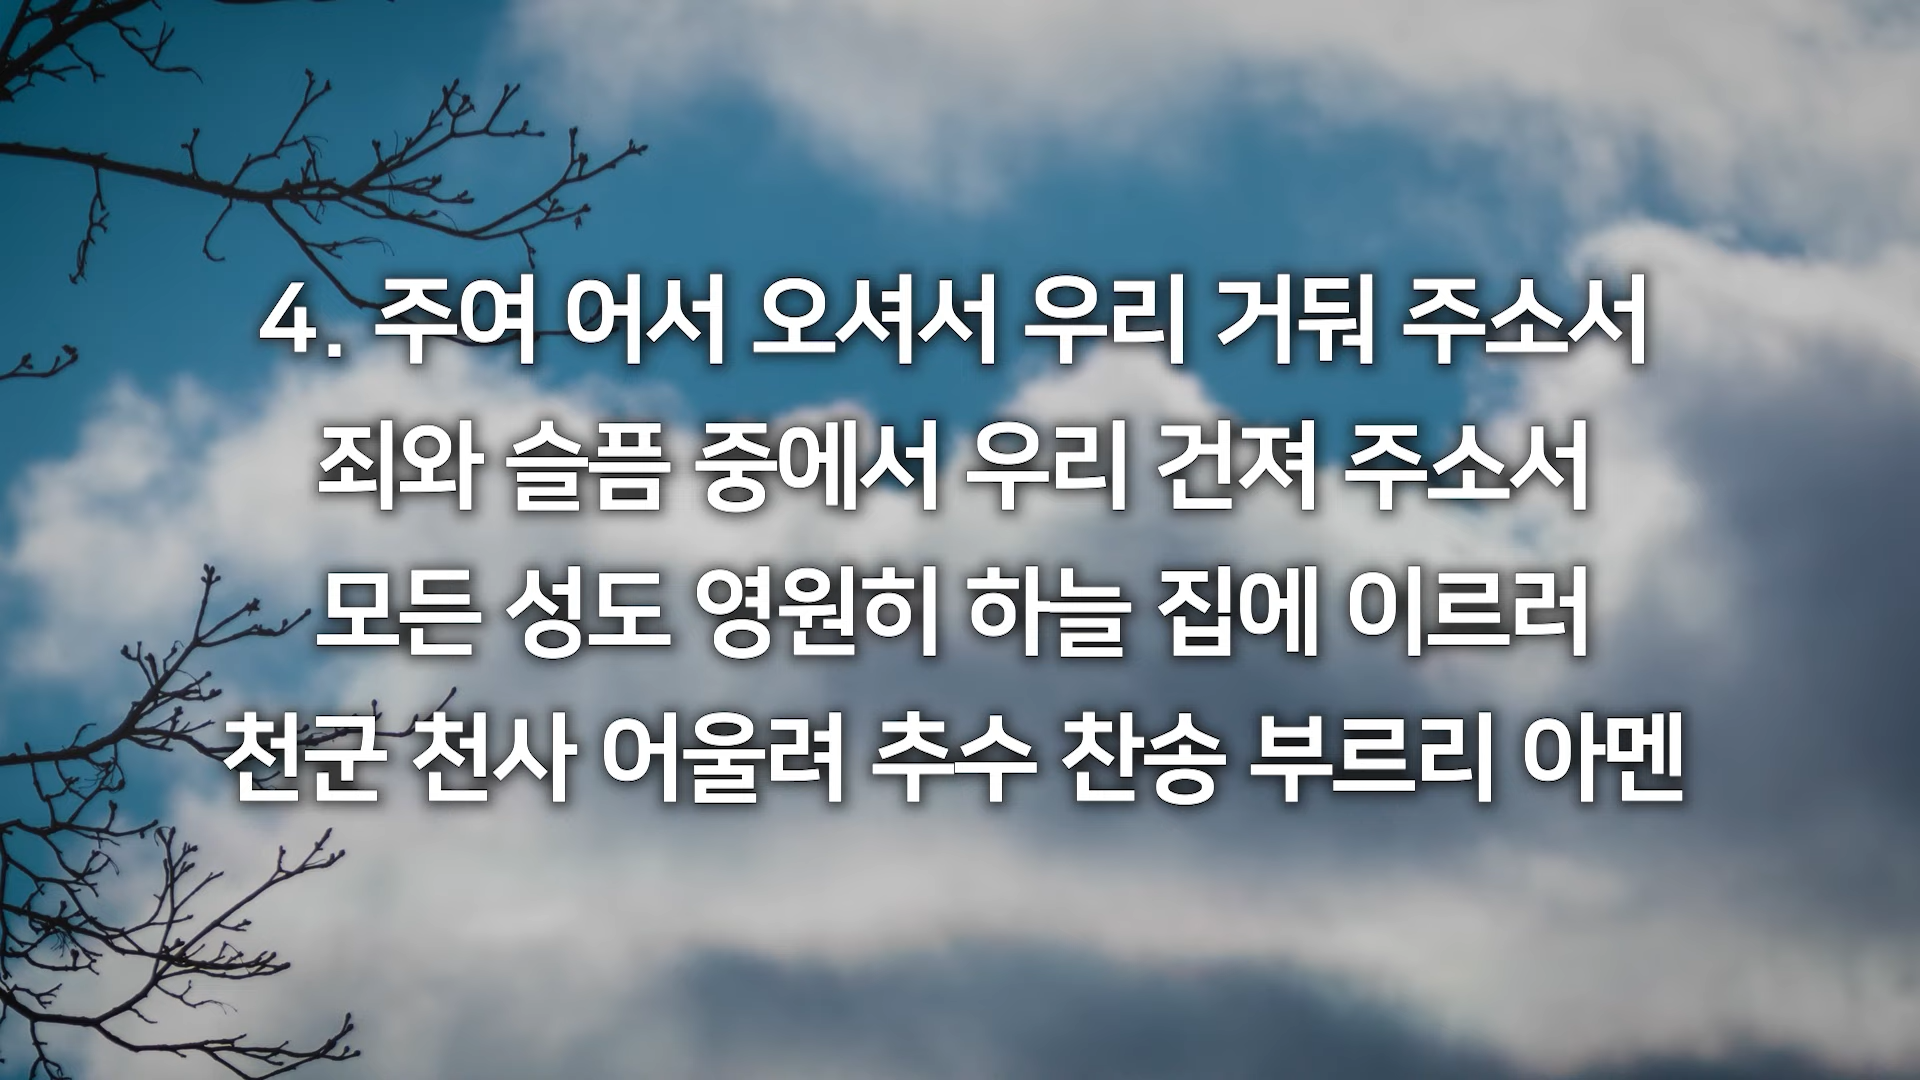 4. 주여 어서 오셔서 우리 거둬 주소서
죄와 슬픔 중에서 우리 건져 주소서
모든 성도 영원히 하늘 집에 이르러
천군 천사 어울려 추수 찬송 부르리 아멘